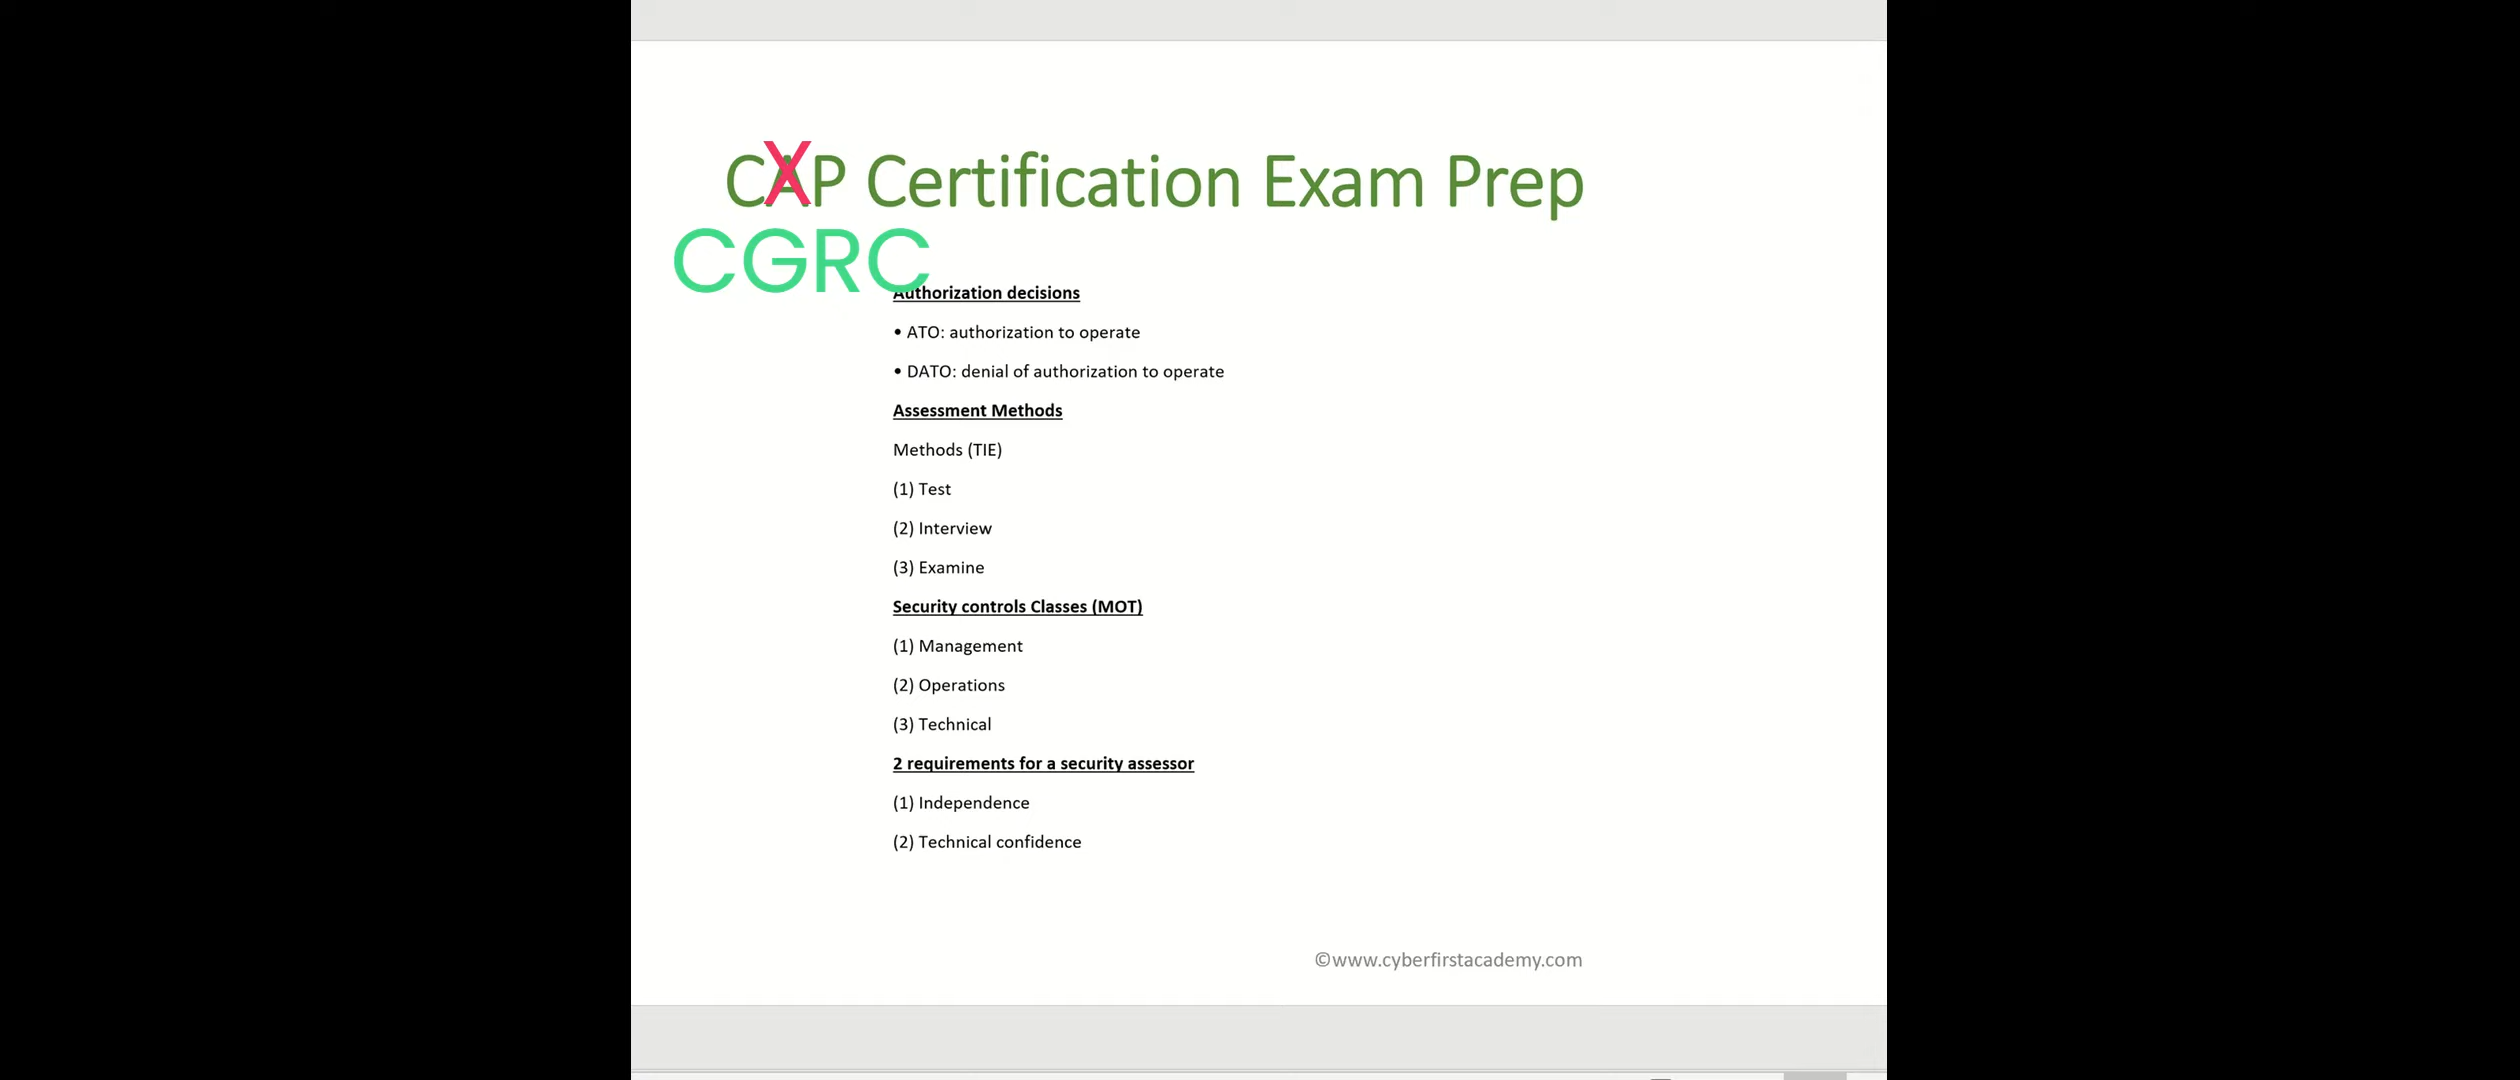 CAP Certification Exam Prep
X
CGRC
Authorization decisions
• ATO: authorization to operate
• DATO: denial of authorization to operate
Assessment Methods
Methods (TIE)
(1) Test
(2) Interview
(3) Examine
Security controls Classes (MOT)
(1) Management
(2) Operations
(3) Technical
2 requirements for a security assessor
(1) Independence
(2) Technical confidence
©www.cyberfirstacademy.com